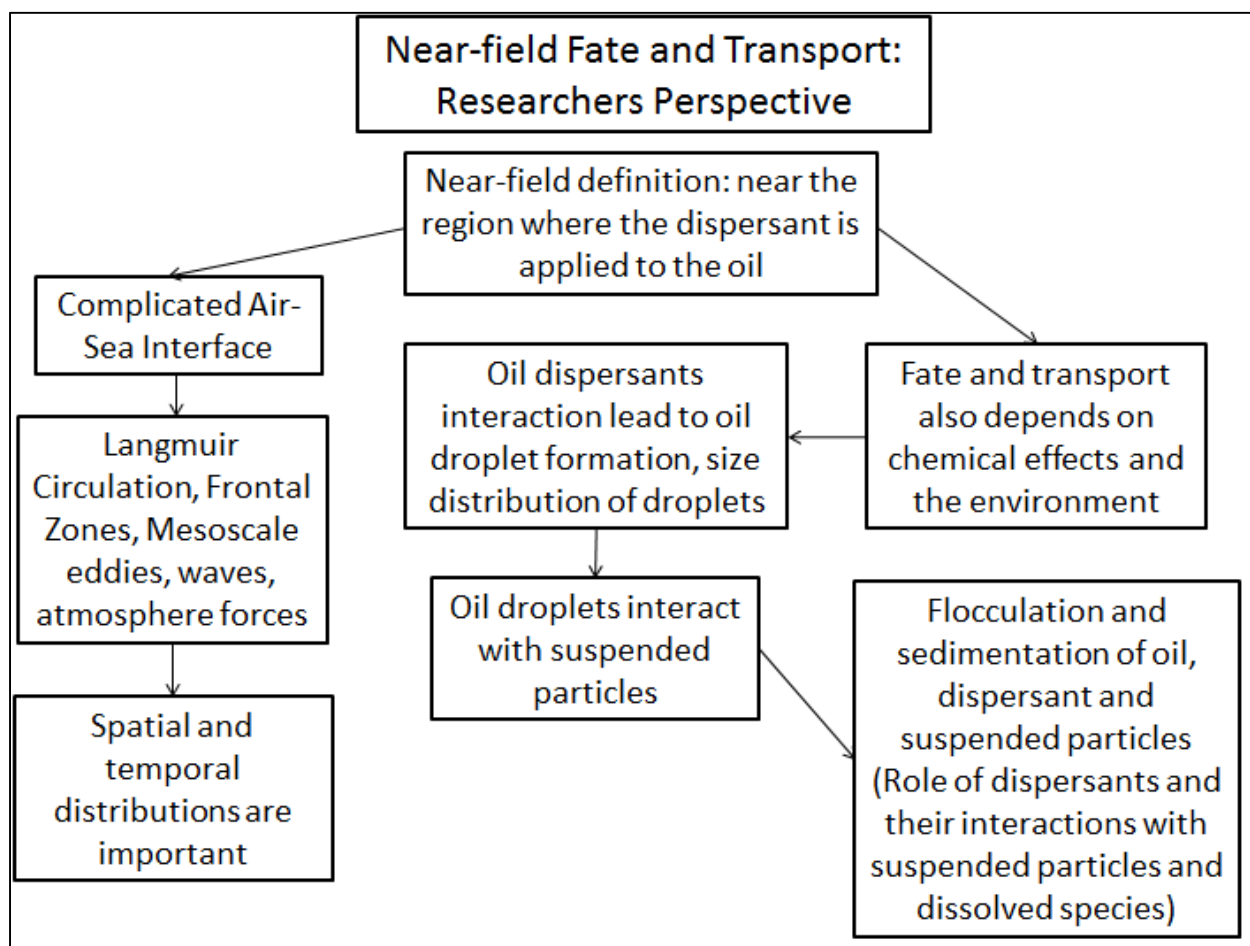 Near-field Fate and Transport:
Researchers Perspective
Near-field definition: near the
region where the dispersant is
applied to the oil
Complicated Air-
Sea Interface
Langmuir
Circulation, Frontal
Zones, Mesoscale
eddies, waves,
atmosphere forces
Spatial and
temporal
distributions are
important
Fate and transport
also depends on
chemical effects and
the environment
Oil dispersants
interaction lead to oil
droplet formation, size
distribution of droplets
Oil droplets interact
with suspended
particles
Flocculation and
sedimentation of oil,
dispersant and
suspended particles
(Role of dispersants and
their interactions with
suspended particles and
dissolved species)